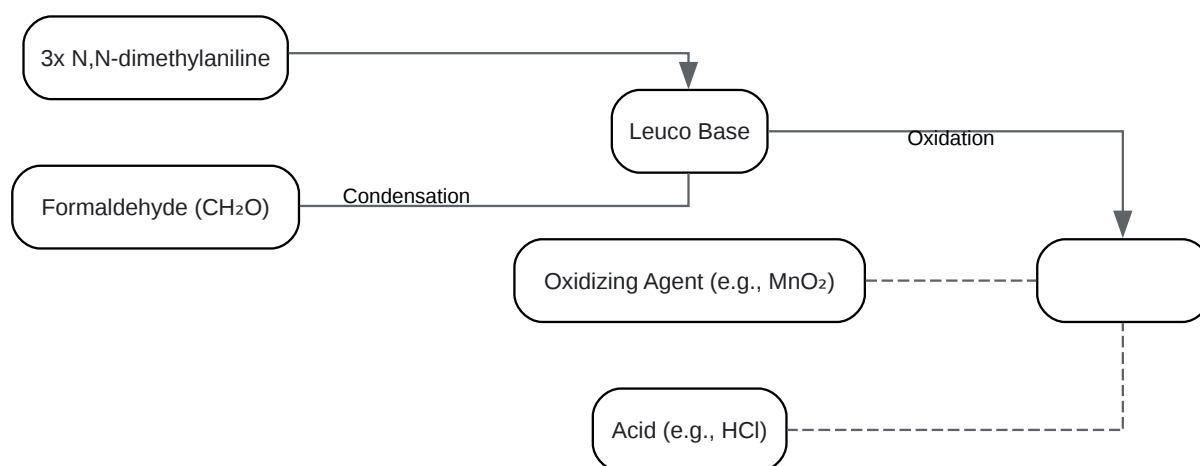 3x N,N-dimethylaniline
Leuco Base
Oxidation
Condensation
Formaldehyde (CH₂O)
Oxidizing Agent (e.g., MnO₂)
Acid (e.g., HCl)